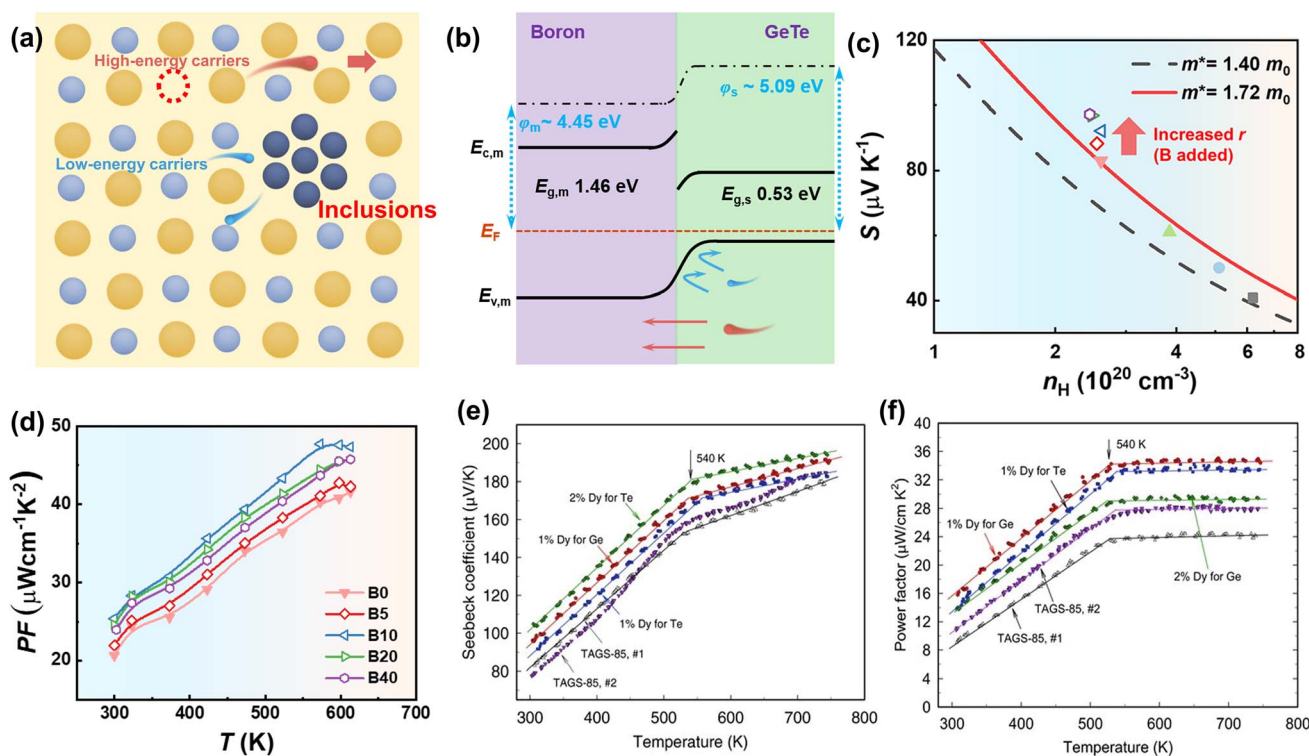 (a)
High-energy carriers
Low-energy carriers
Inclusions
(b)
Boron
GeTe
φs ~ 5.09 eV
φm ~ 4.45 eV
Ec,m
Eg,m 1.46 eV
Eg,s 0.53 eV
EF
Ev,m
(c)
120
80
40
S (μV K⁻¹)
m*= 1.40 m₀
m*= 1.72 m₀
Increased r
(B added)
1
2
4
6
8
nH (10²⁰ cm⁻³)
(d)
50
40
30
20
PF (μWcm⁻¹K⁻²)
B0
B5
B10
B20
B40
300
400
500
600
700
T (K)
(e)
200
180
160
140
120
100
80
Seebeck coefficient (μV/K)
540 K
2% Dy for Te
1% Dy for Ge
1% Dy for Te
TAGS-85, #1
TAGS-85, #2
300
400
500
600
700
800
Temperature (K)
(f)
36
32
28
24
20
16
12
8
4
0
Power factor (μW/cm K²)
540 K
1% Dy for Te
1% Dy for Ge
2% Dy for Ge
TAGS-85, #2
TAGS-85, #1
300
400
500
600
700
800
Temperature (K)